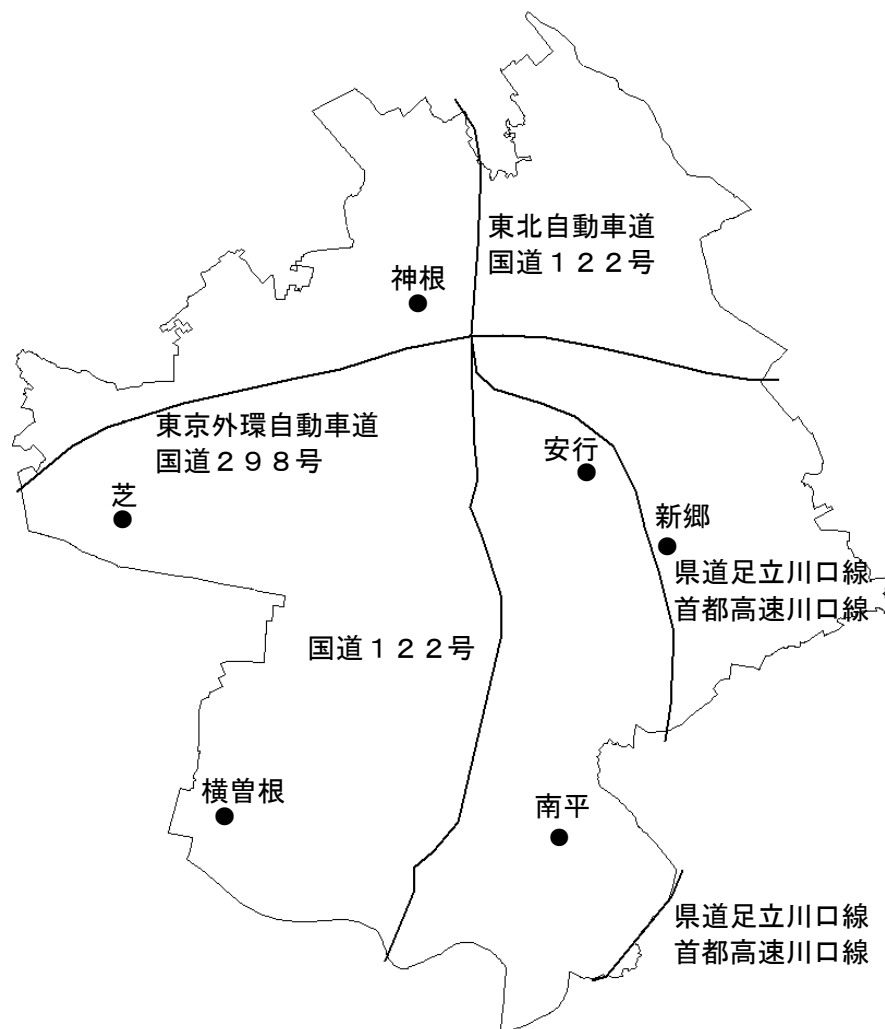 東北自動車道
国道１２２号
神根
東京外環自動車道
国道２９８号
安行
芝
新郷
県道足立川口線
首都高速川口線
国道１２２号
横曽根
南平
県道足立川口線
首都高速川口線